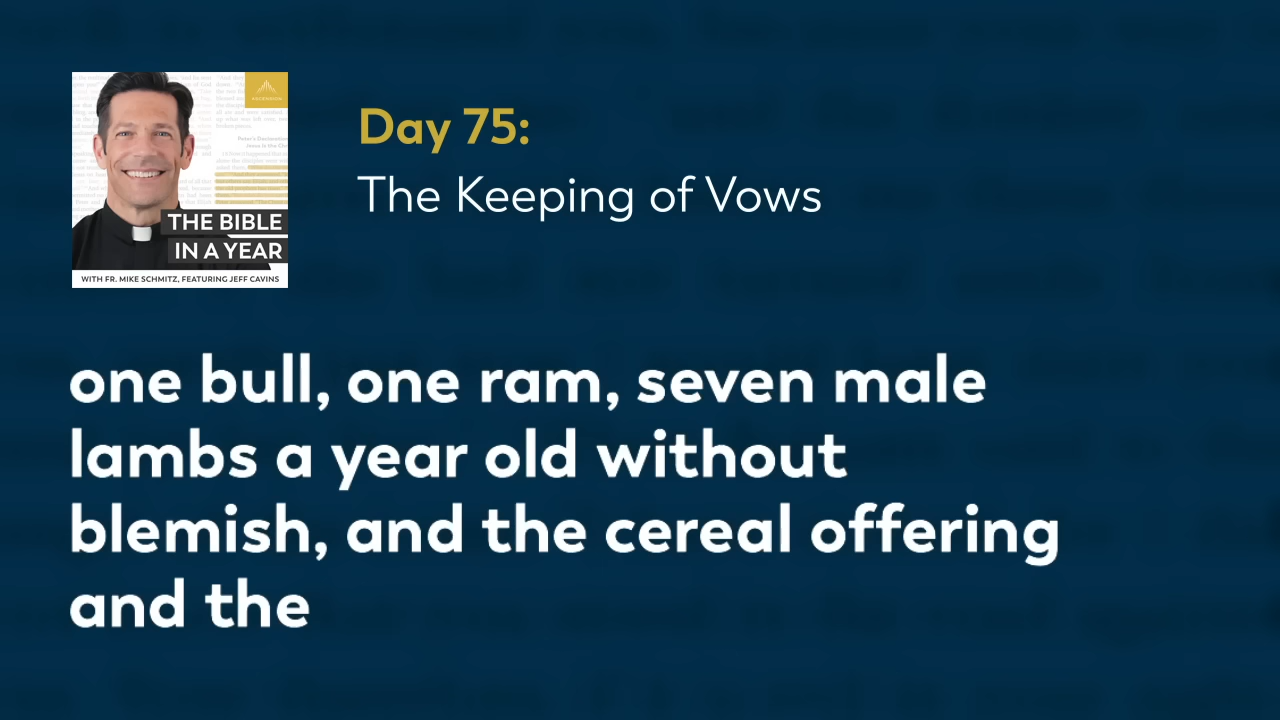 Day 75:
The Keeping of Vows
THE BIBLE
IN A YEAR
WITH FR. MIKE SCHMITZ, FEATURING JEFF CAVINS
one bull, one ram, seven male
lambs a year old without
blemish, and the cereal offering
and the